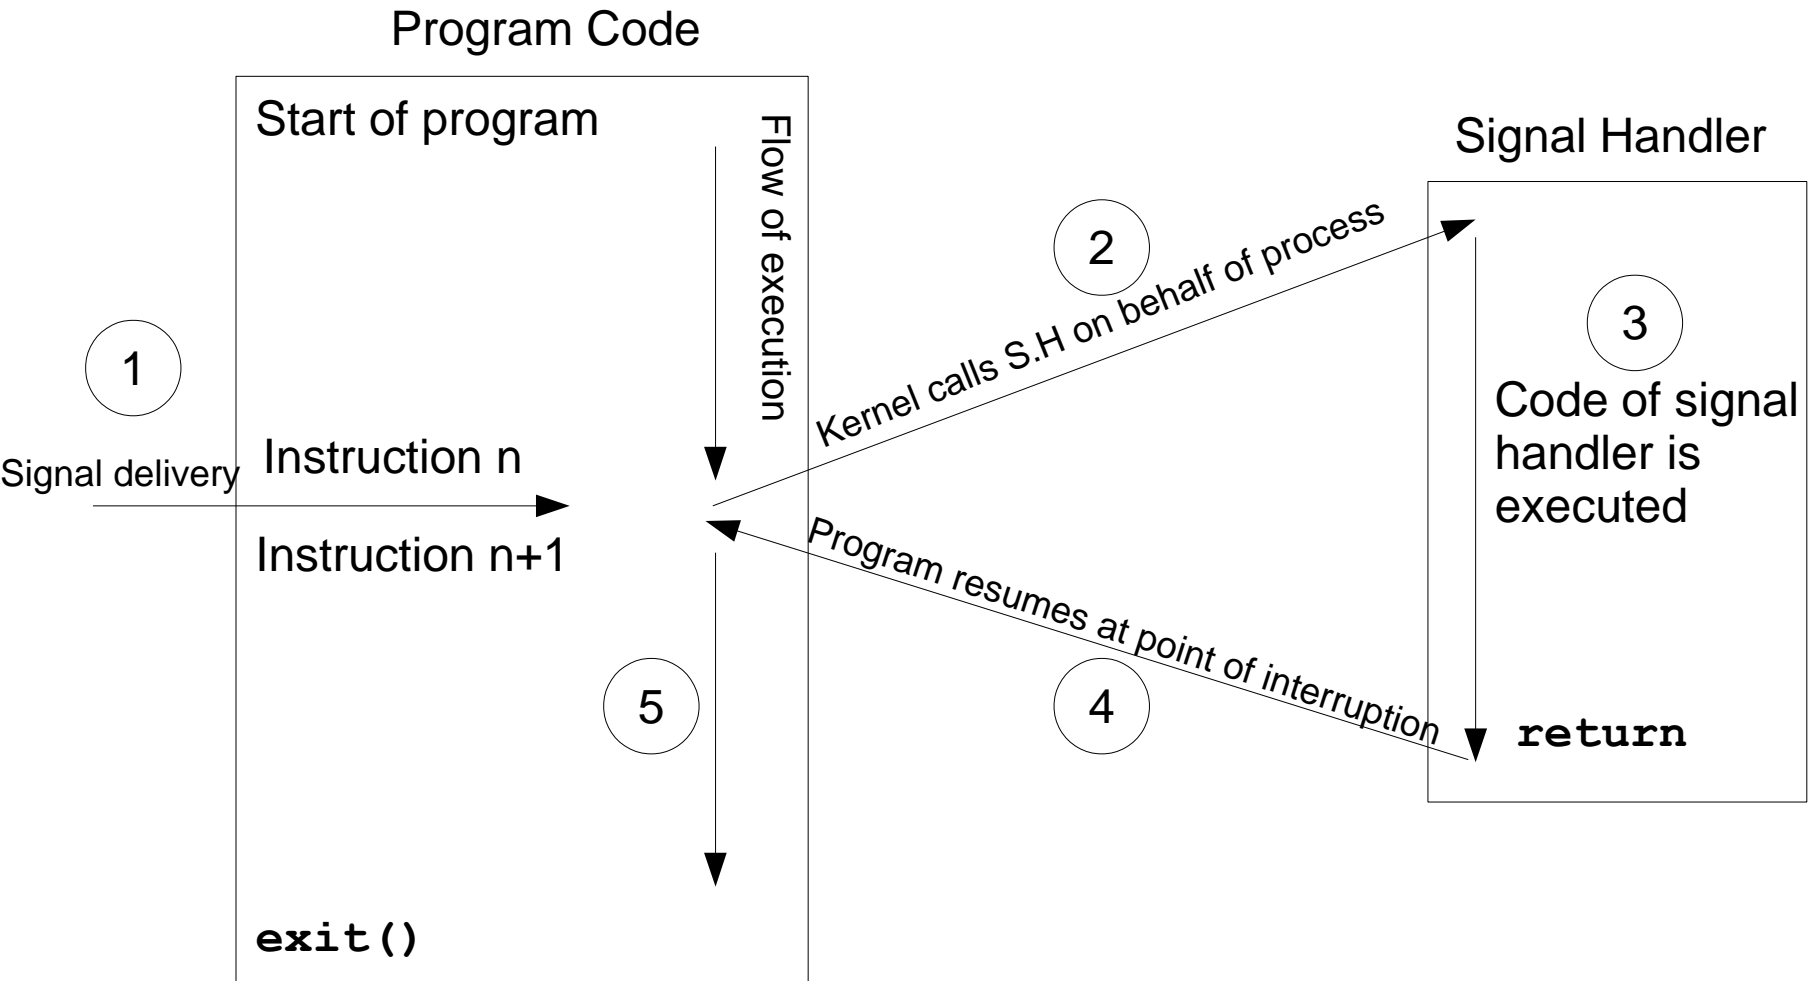 Program Code
Start of program
Flow of execution
1
Signal delivery
Instruction n
Instruction n+1
2
Kernel calls S.H on behalf of process
Signal Handler
3
Code of signal
handler is
executed
return
Program resumes at point of interruption
4
5
exit()